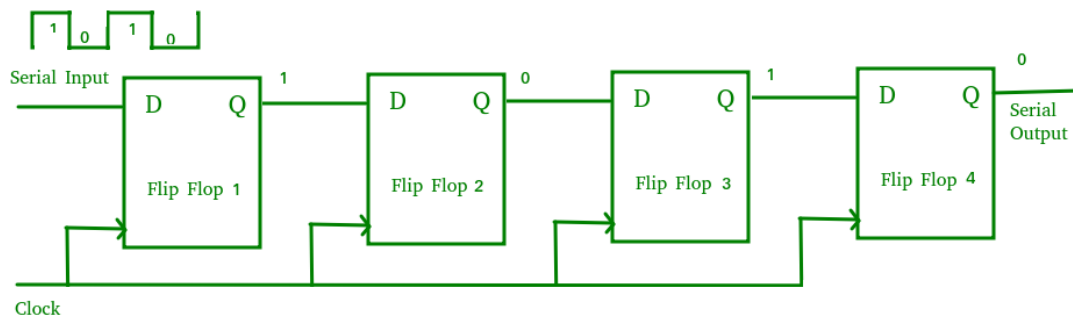 1 0 1 0
Serial Input
1
0
1
0
D Q
D Q
D Q
D Q
Serial
Output
Flip Flop 1
Flip Flop 2
Flip Flop 3
Flip Flop 4
Clock